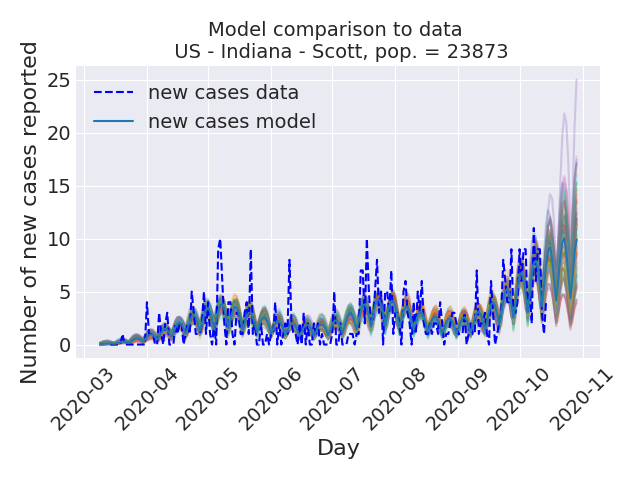 Model comparison to data
US - Indiana - Scott, pop. = 23873
Number of new cases reported
25
20
15
10
5
0
new cases data
new cases model
2020-03
2020-04
2020-05
2020-06
2020-07
2020-08
2020-09
2020-10
2020-11
Day